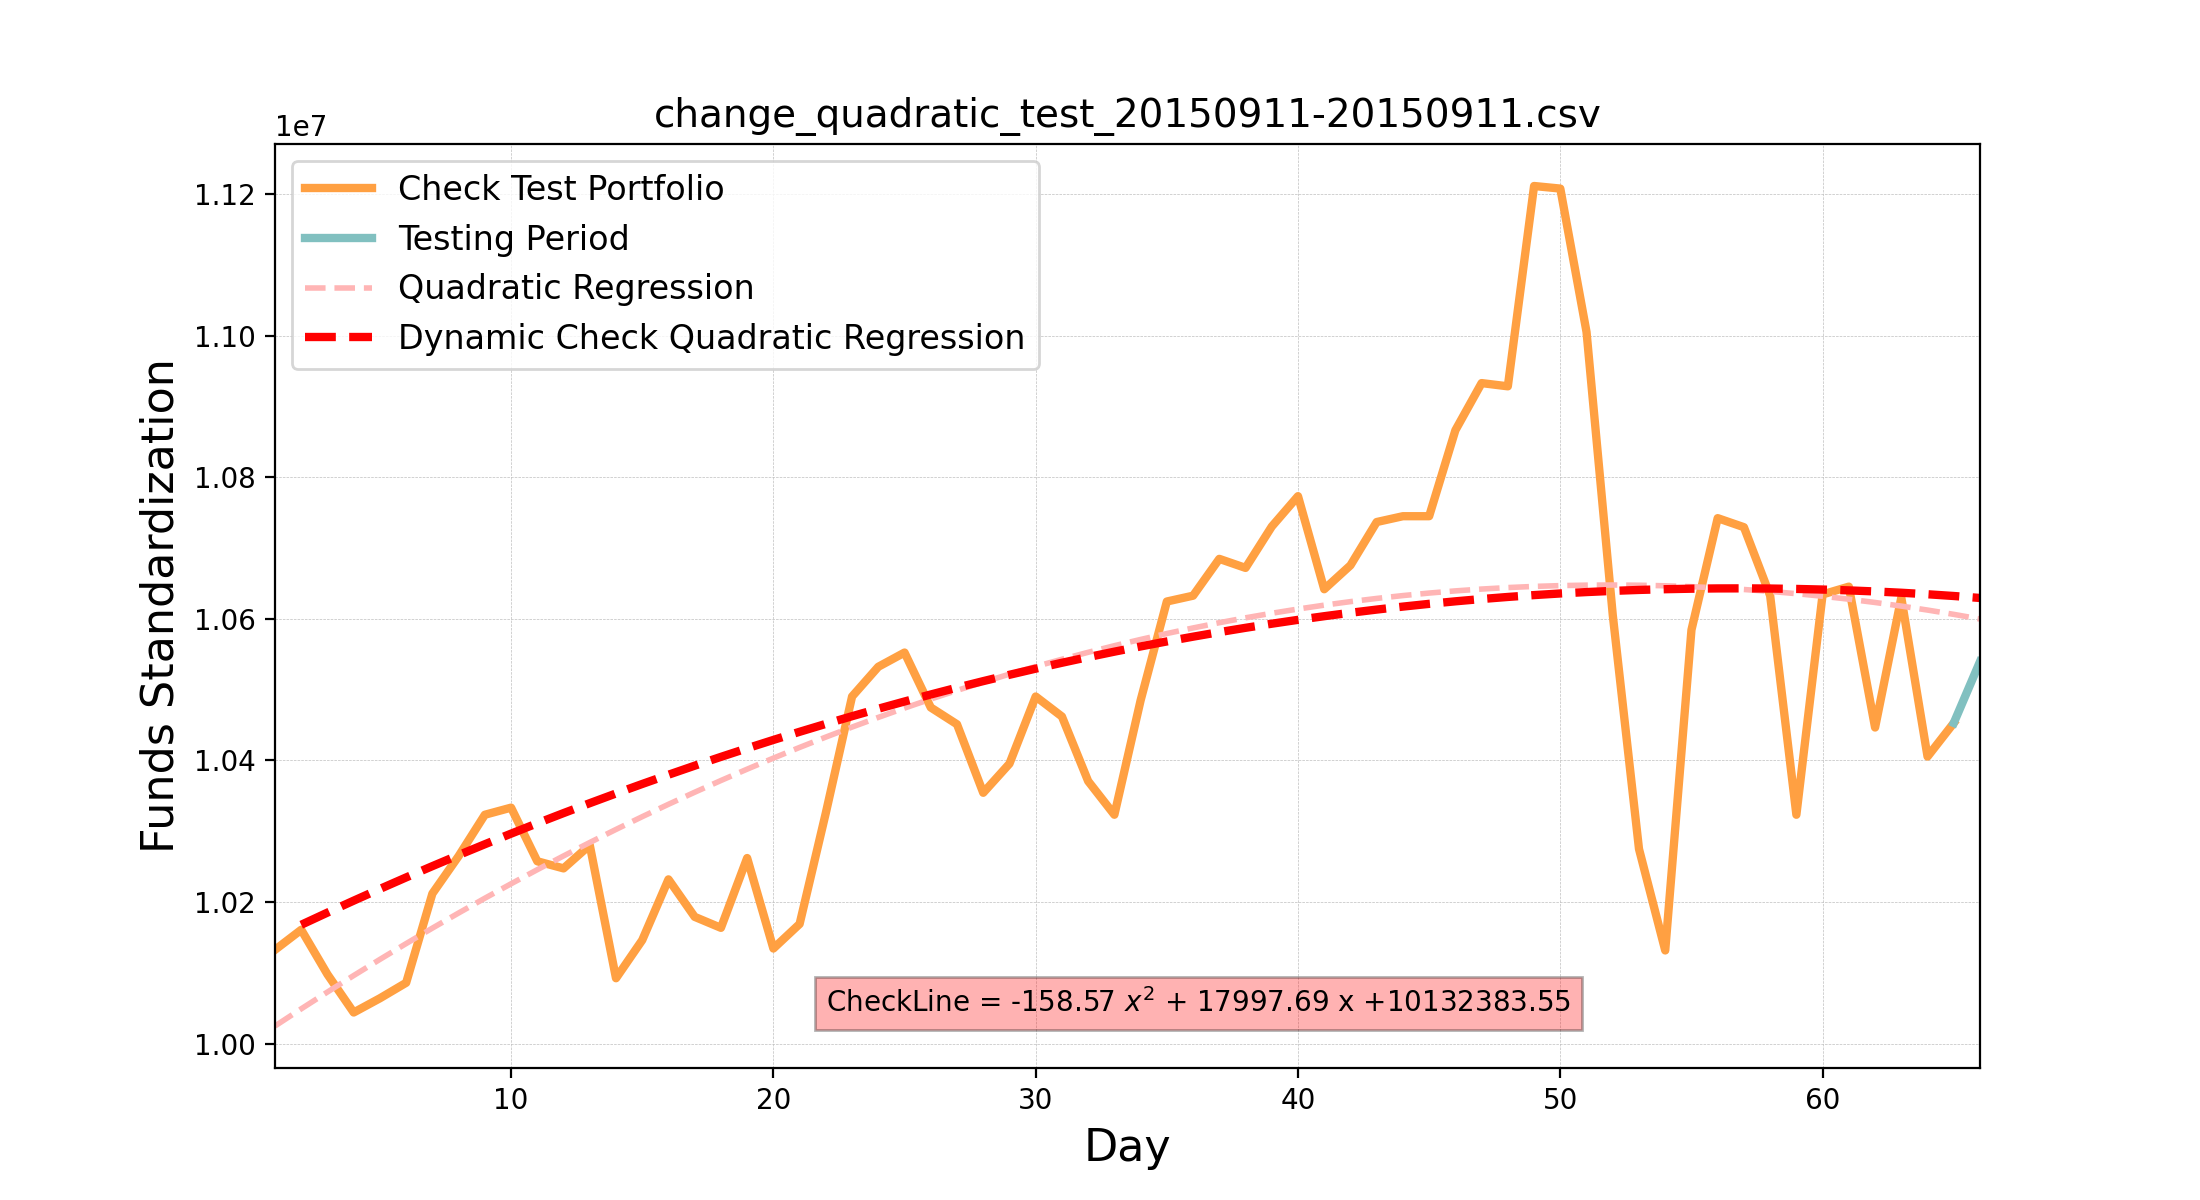 change_quadratic_test_20150911-20150911.csv
1e7
Check Test Portfolio
Testing Period
Quadratic Regression
Dynamic Check Quadratic Regression
1.12
1.10
1.08
1.06
1.04
1.02
1.00
Funds Standardization
CheckLine = -158.57 x² + 17997.69 x +10132383.55
10 20 30 40 50 60
Day